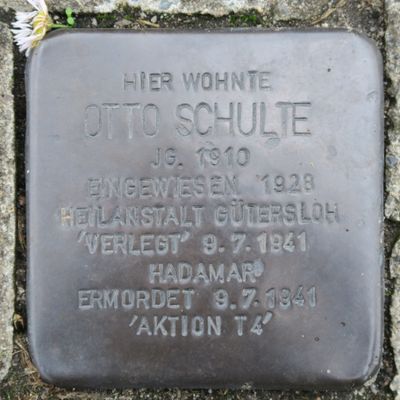 HIER WOHNTE
OTTO SCHULTE
JG. 1910
EINGEWIESEN 1928
HEILANSTALT GÜTERSLOH
'VERLEGT' 9.7.1941
HADAMAR
ERMORDET 9.7.1941
'AKTION T4'